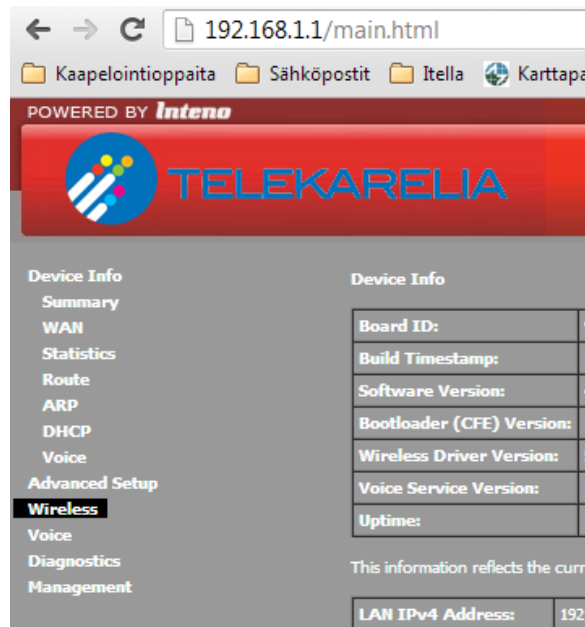 192.168.1.1/main.html
Kaapelointioppaita Sähköpostit Itella Karttapa
POWERED BY Inteno
TELEKARELIA
Device Info
Summary
WAN
Statistics
Route
ARP
DHCP
Voice
Advanced Setup
Wireless
Voice
Diagnostics
Management
Device Info
Board ID:
Build Timestamp:
Software Version:
Bootloader (CFE) Version:
Wireless Driver Version:
Voice Service Version:
Uptime:
This information reflects the curr
LAN IPv4 Address: 192